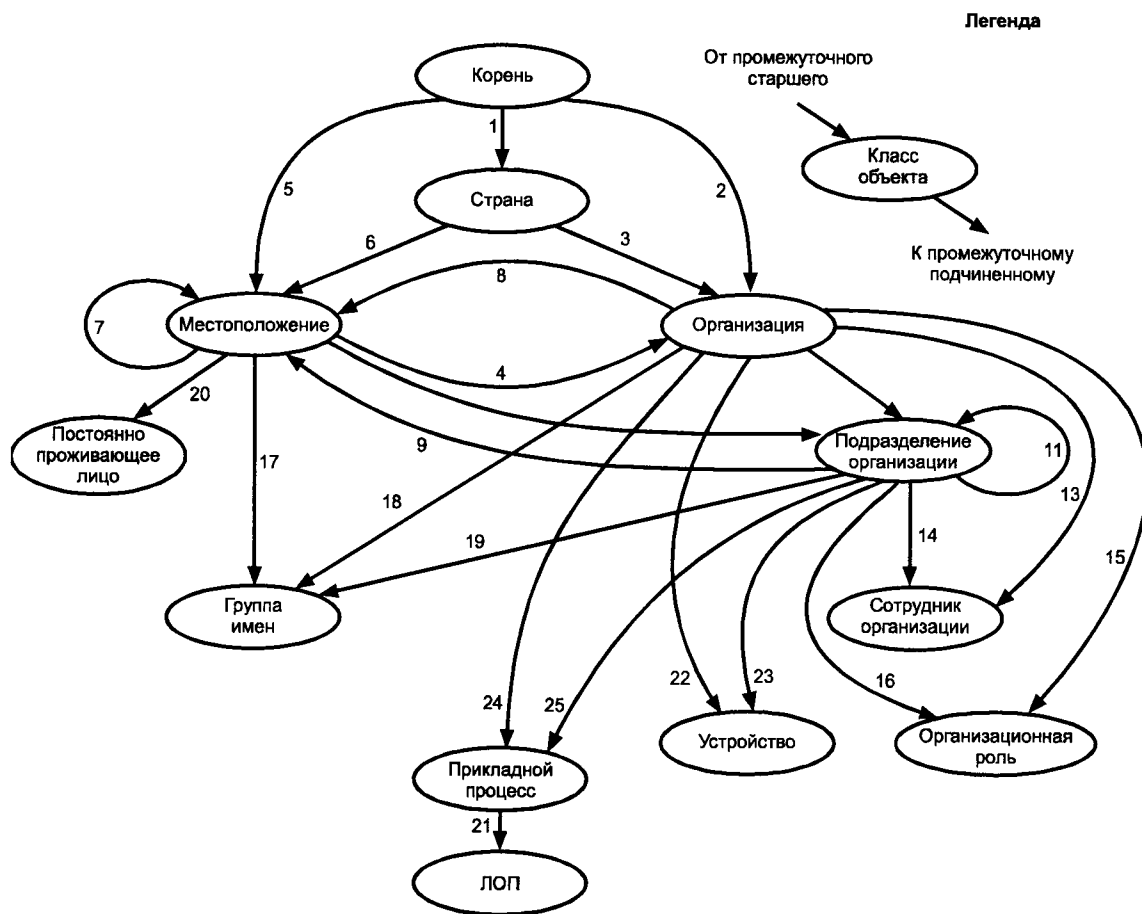 Легенда
От промежуточного
старшего
Класс
объекта
К промежуточному
подчиненному
Корень
1
5
2
Страна
6
3
8
7
Местоположение
Организация
4
20
Постоянно
проживающее
лицо
17
9
Подразделение
организации
11
18
13
19
14
15
Группа
имен
Сотрудник
организации
24
25
22
23
16
Устройство
Организационная
роль
Прикладной
процесс
21
ЛОП